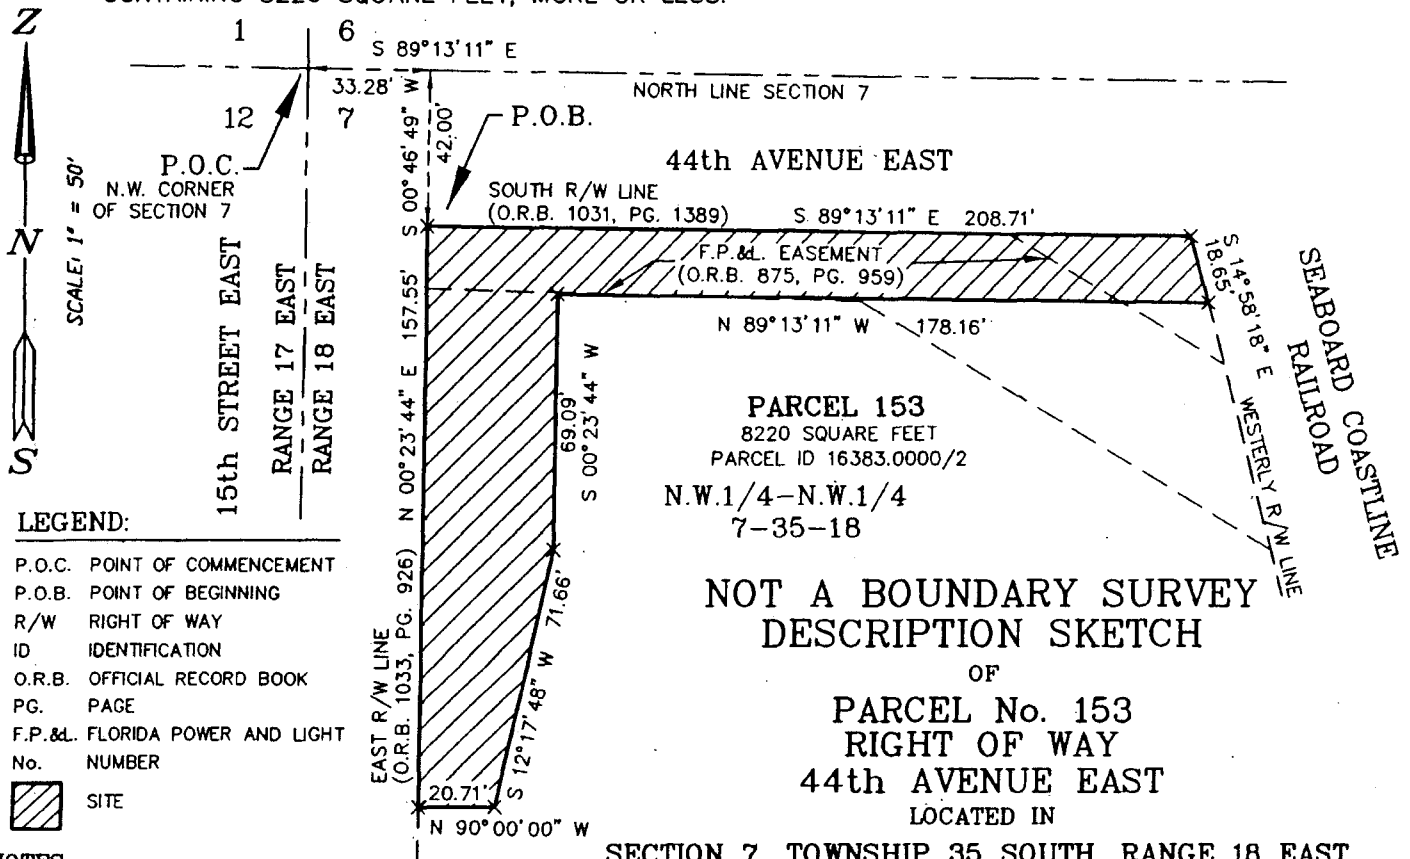 Z
N
S
SCALE: 1" = 50'
1
6
12
7
S 89°13'11" E
33.28'
NORTH LINE SECTION 7
S 00°46'49" W
42.00'
P.O.B.
P.O.C.
N.W. CORNER
OF SECTION 7
44th AVENUE EAST
SOUTH R/W LINE
(O.R.B. 1031, PG. 1389)
S 89°13'11" E 208.71'
F.P.&L. EASEMENT
(O.R.B. 875, PG. 959)
N 89°13'11" W 178.16'
S 14°58'18" E
18.65'
SEABOARD COASTLINE
RAILROAD
WESTERLY R/W LINE
15th STREET EAST
RANGE 17 EAST
RANGE 18 EAST
N 00°23'44" E 157.55'
69.09'
S 00°23'44" W
PARCEL 153
8220 SQUARE FEET
PARCEL ID 16383.0000/2
N.W.1/4-N.W.1/4
7-35-18
EAST R/W LINE
(O.R.B. 1033, PG. 926)
S 12°17'48" W 71.66'
20.71'
N 90°00'00" W
LEGEND:
P.O.C. POINT OF COMMENCEMENT
P.O.B. POINT OF BEGINNING
R/W RIGHT OF WAY
ID IDENTIFICATION
O.R.B. OFFICIAL RECORD BOOK
PG. PAGE
F.P.&L. FLORIDA POWER AND LIGHT
No. NUMBER
SITE
NOT A BOUNDARY SURVEY
DESCRIPTION SKETCH
OF
PARCEL No. 153
RIGHT OF WAY
44th AVENUE EAST
LOCATED IN
SECTION 7, TOWNSHIP 35 SOUTH, RANGE 18 EAST